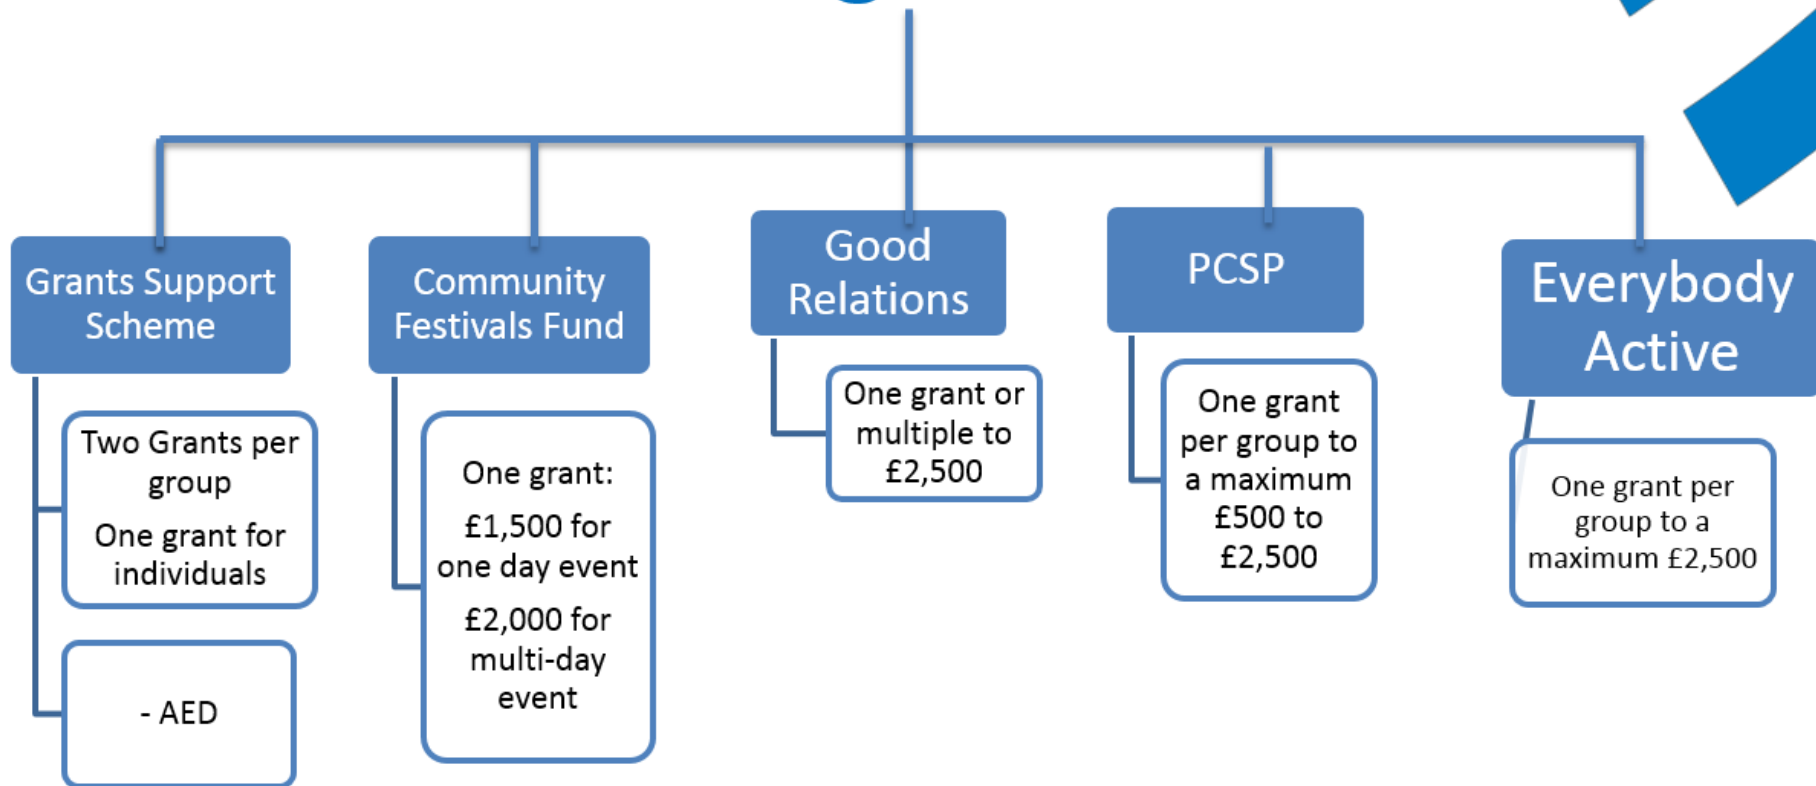 Grants Support
Scheme
Two Grants per
group
One grant for
individuals
- AED
Community
Festivals Fund
One grant:
£1,500 for
one day event
£2,000 for
multi-day
event
Good
Relations
One grant or
multiple to
£2,500
PCSP
One grant
per group to
a maximum
£500 to
£2,500
Everybody
Active
One grant per
group to a
maximum £2,500